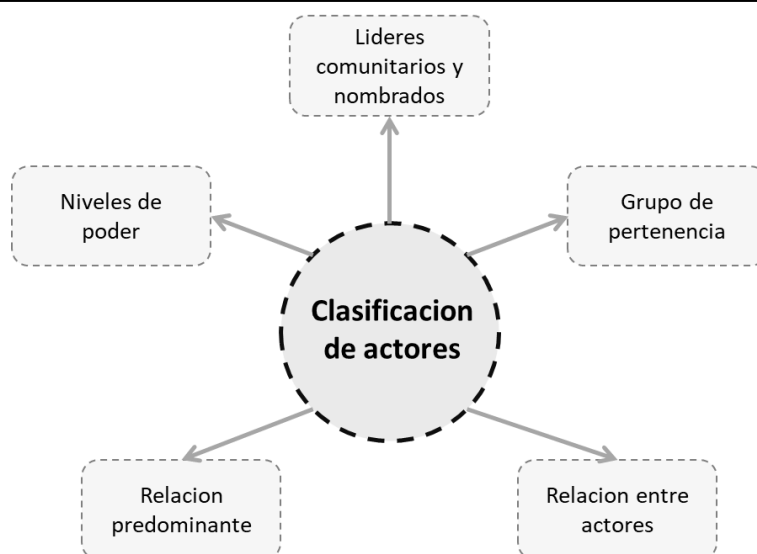 Lideres
comunitarios y
nombrados
Niveles de
poder
Grupo de
pertenencia
Clasificacion
de actores
Relacion
predominante
Relacion entre
actores